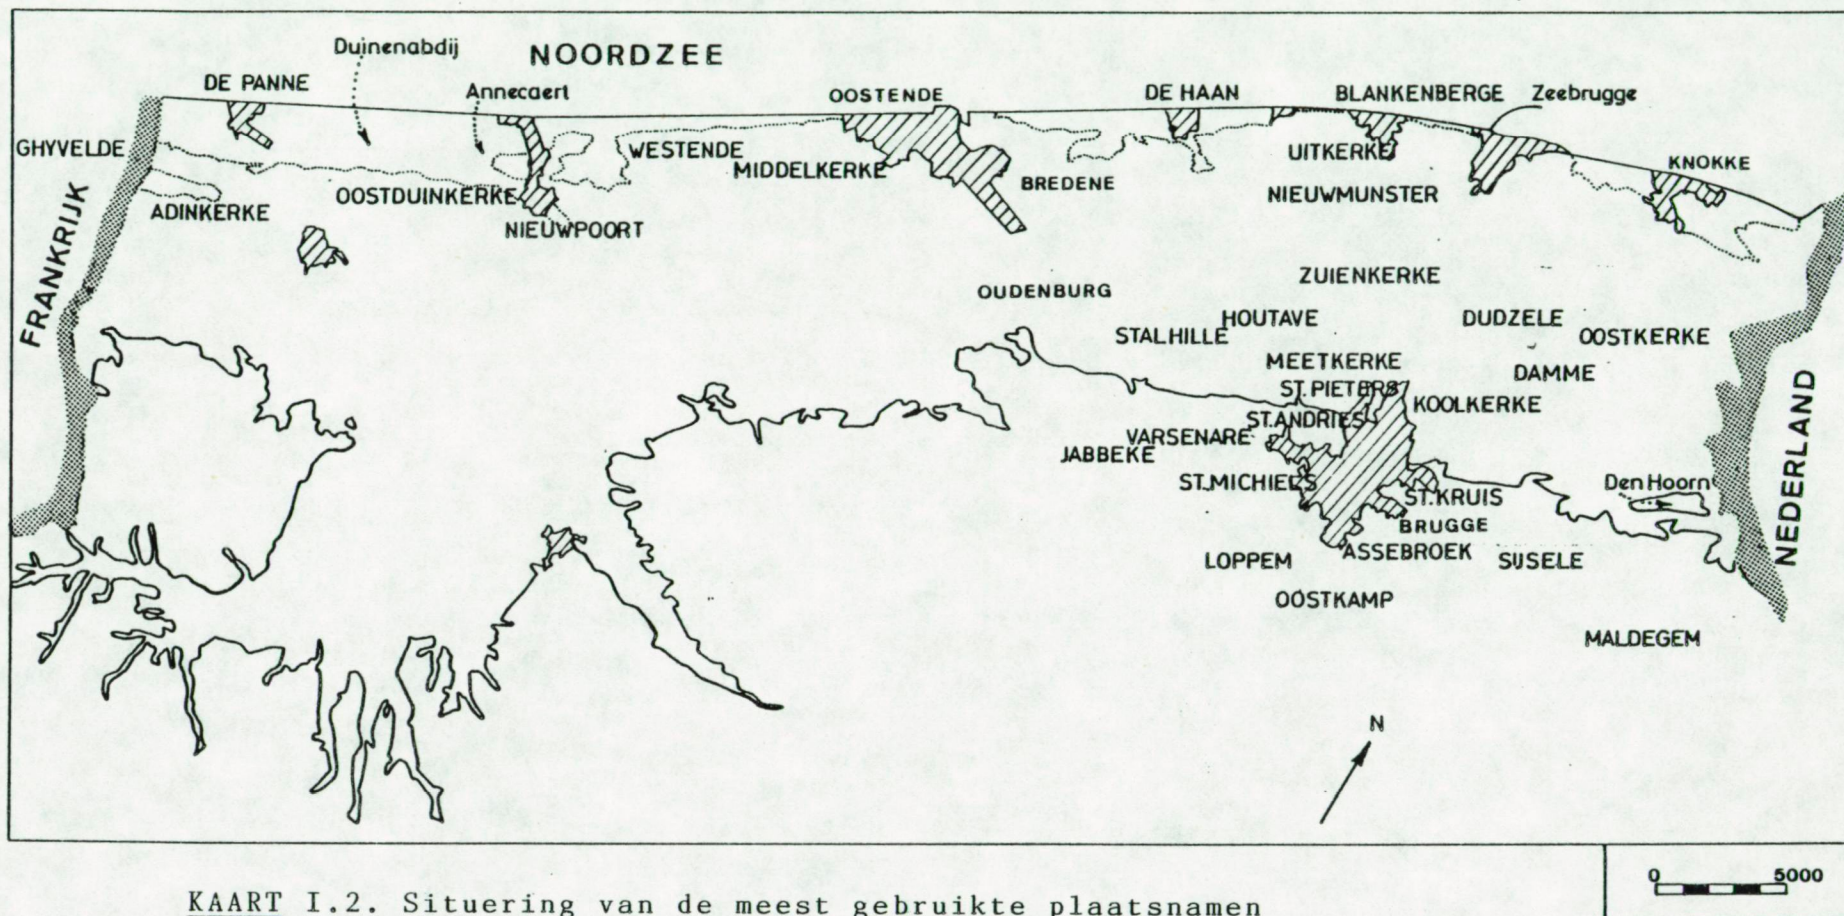 NOORDZEE
Duinenabdij
DE PANNE
Annecaert
OOSTENDE
DE HAAN
BLANKENBERGE
Zeebrugge
GHYVELDE
WESTENDE
MIDDELKERKE
UITKERKE
KNOKKE
BREDENE
ADINKERKE
OOSTDUINKERKE
NIEUWMUNSTER
NIEUWPOORT
FRANKRIJK
ZUIENKERKE
OUDENBURG
HOUTAVE
DUDZELE
STALHILLE
OOSTKERKE
MEETKERKE
DAMME
ST.PIETERS
KOOLKERKE
ST.ANDRIES
VARSENARE
JABBEKE
NEDERLAND
ST.MICHIELS
Den Hoorn
ST.KRUIS
BRUGGE
ASSEBROEK
LOPPEM
SIJSELE
OOSTKAMP
MALDEGEM
N
0 5000
KAART I.2. Situering van de meest gebruikte plaatsnamen